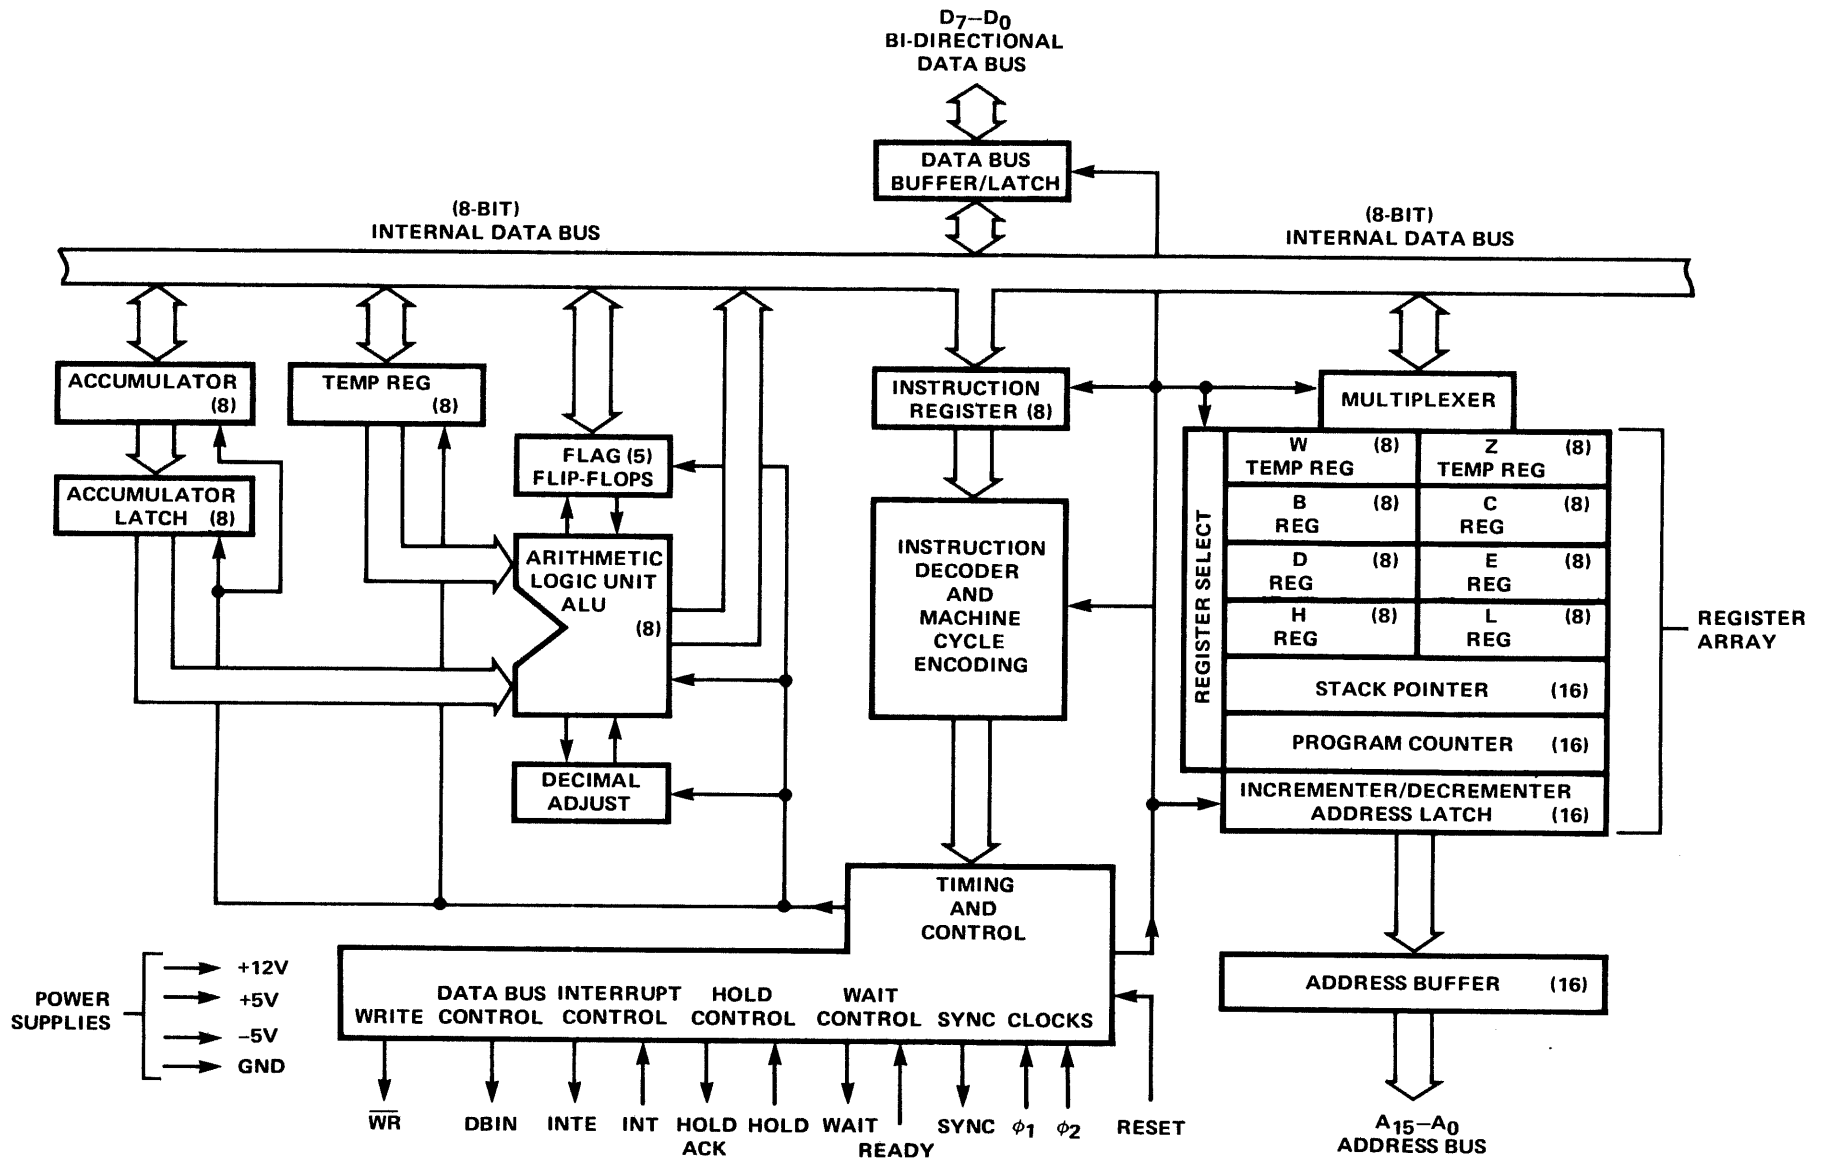 D7–D0
BI-DIRECTIONAL
DATA BUS
DATA BUS
BUFFER/LATCH
(8-BIT)
INTERNAL DATA BUS
(8-BIT)
INTERNAL DATA BUS
ACCUMULATOR
(8)
TEMP REG
(8)
ACCUMULATOR
LATCH (8)
FLAG (5)
FLIP-FLOPS
ARITHMETIC
LOGIC UNIT
ALU
(8)
DECIMAL
ADJUST
INSTRUCTION
REGISTER (8)
INSTRUCTION
DECODER
AND
MACHINE
CYCLE
ENCODING
MULTIPLEXER
REGISTER SELECT
W (8)
TEMP REG
Z (8)
TEMP REG
B (8)
REG
C (8)
REG
D (8)
REG
E (8)
REG
H (8)
REG
L (8)
REG
STACK POINTER (16)
PROGRAM COUNTER (16)
INCREMENTER/DECREMENTER
ADDRESS LATCH (16)
REGISTER
ARRAY
TIMING
AND
CONTROL
WRITE
DATA BUS
CONTROL
INTERRUPT
CONTROL
HOLD
CONTROL
WAIT
CONTROL
SYNC
CLOCKS
ADDRESS BUFFER (16)
POWER
SUPPLIES
+12V
+5V
–5V
GND
W̅R̅
DBIN
INTE
INT
HOLD
ACK
HOLD
WAIT
READY
SYNC
ϕ1
ϕ2
RESET
A15–A0
ADDRESS BUS